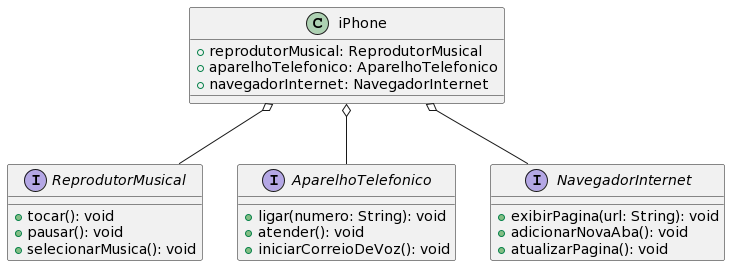 C iPhone
reprodutorMusical: ReprodutorMusical
aparelhoTelefonico: AparelhoTelefonico
navegadorInternet: NavegadorInternet
I ReprodutorMusical
tocar(): void
pausar(): void
selecionarMusica(): void
I AparelhoTelefonico
ligar(numero: String): void
atender(): void
iniciarCorreioDeVoz(): void
I NavegadorInternet
exibirPagina(url: String): void
adicionarNovaAba(): void
atualizarPagina(): void